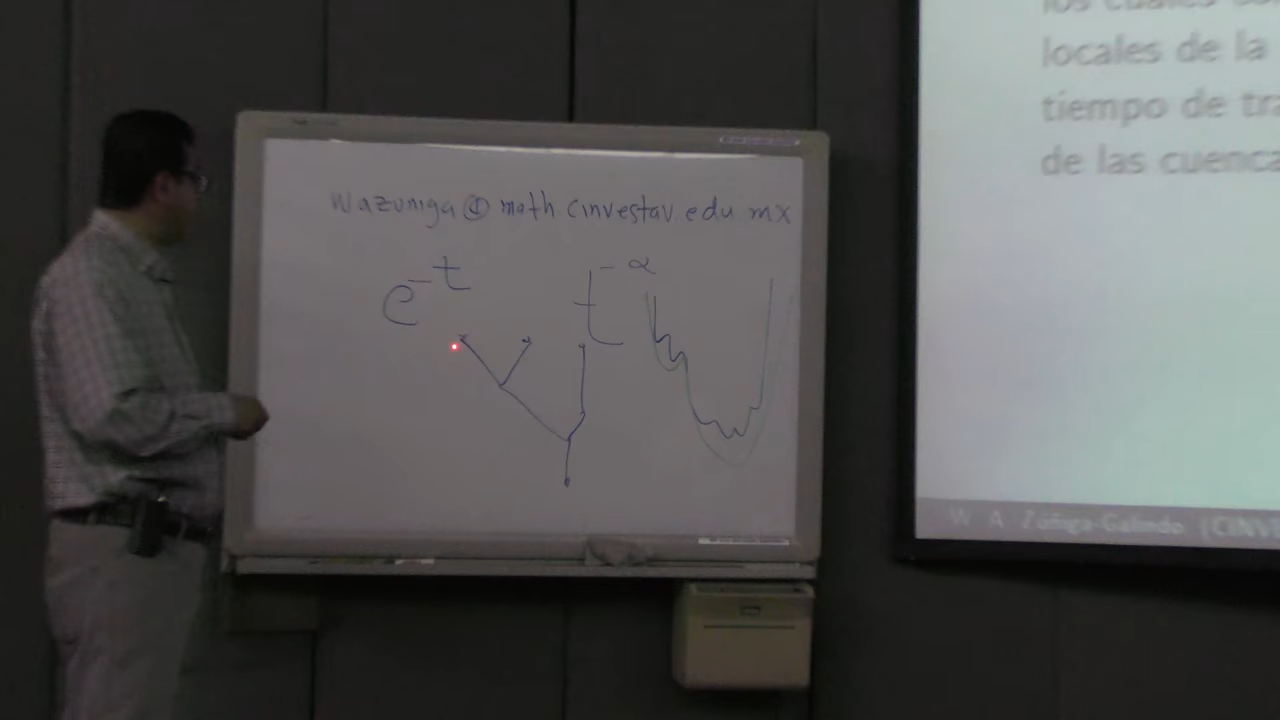 wazuniga@math cinvestav.edu mx
e^-t
t^-α
locales de la
tiempo de tra
de las cuenca
W. A. Zúñiga-Galindo (CINV